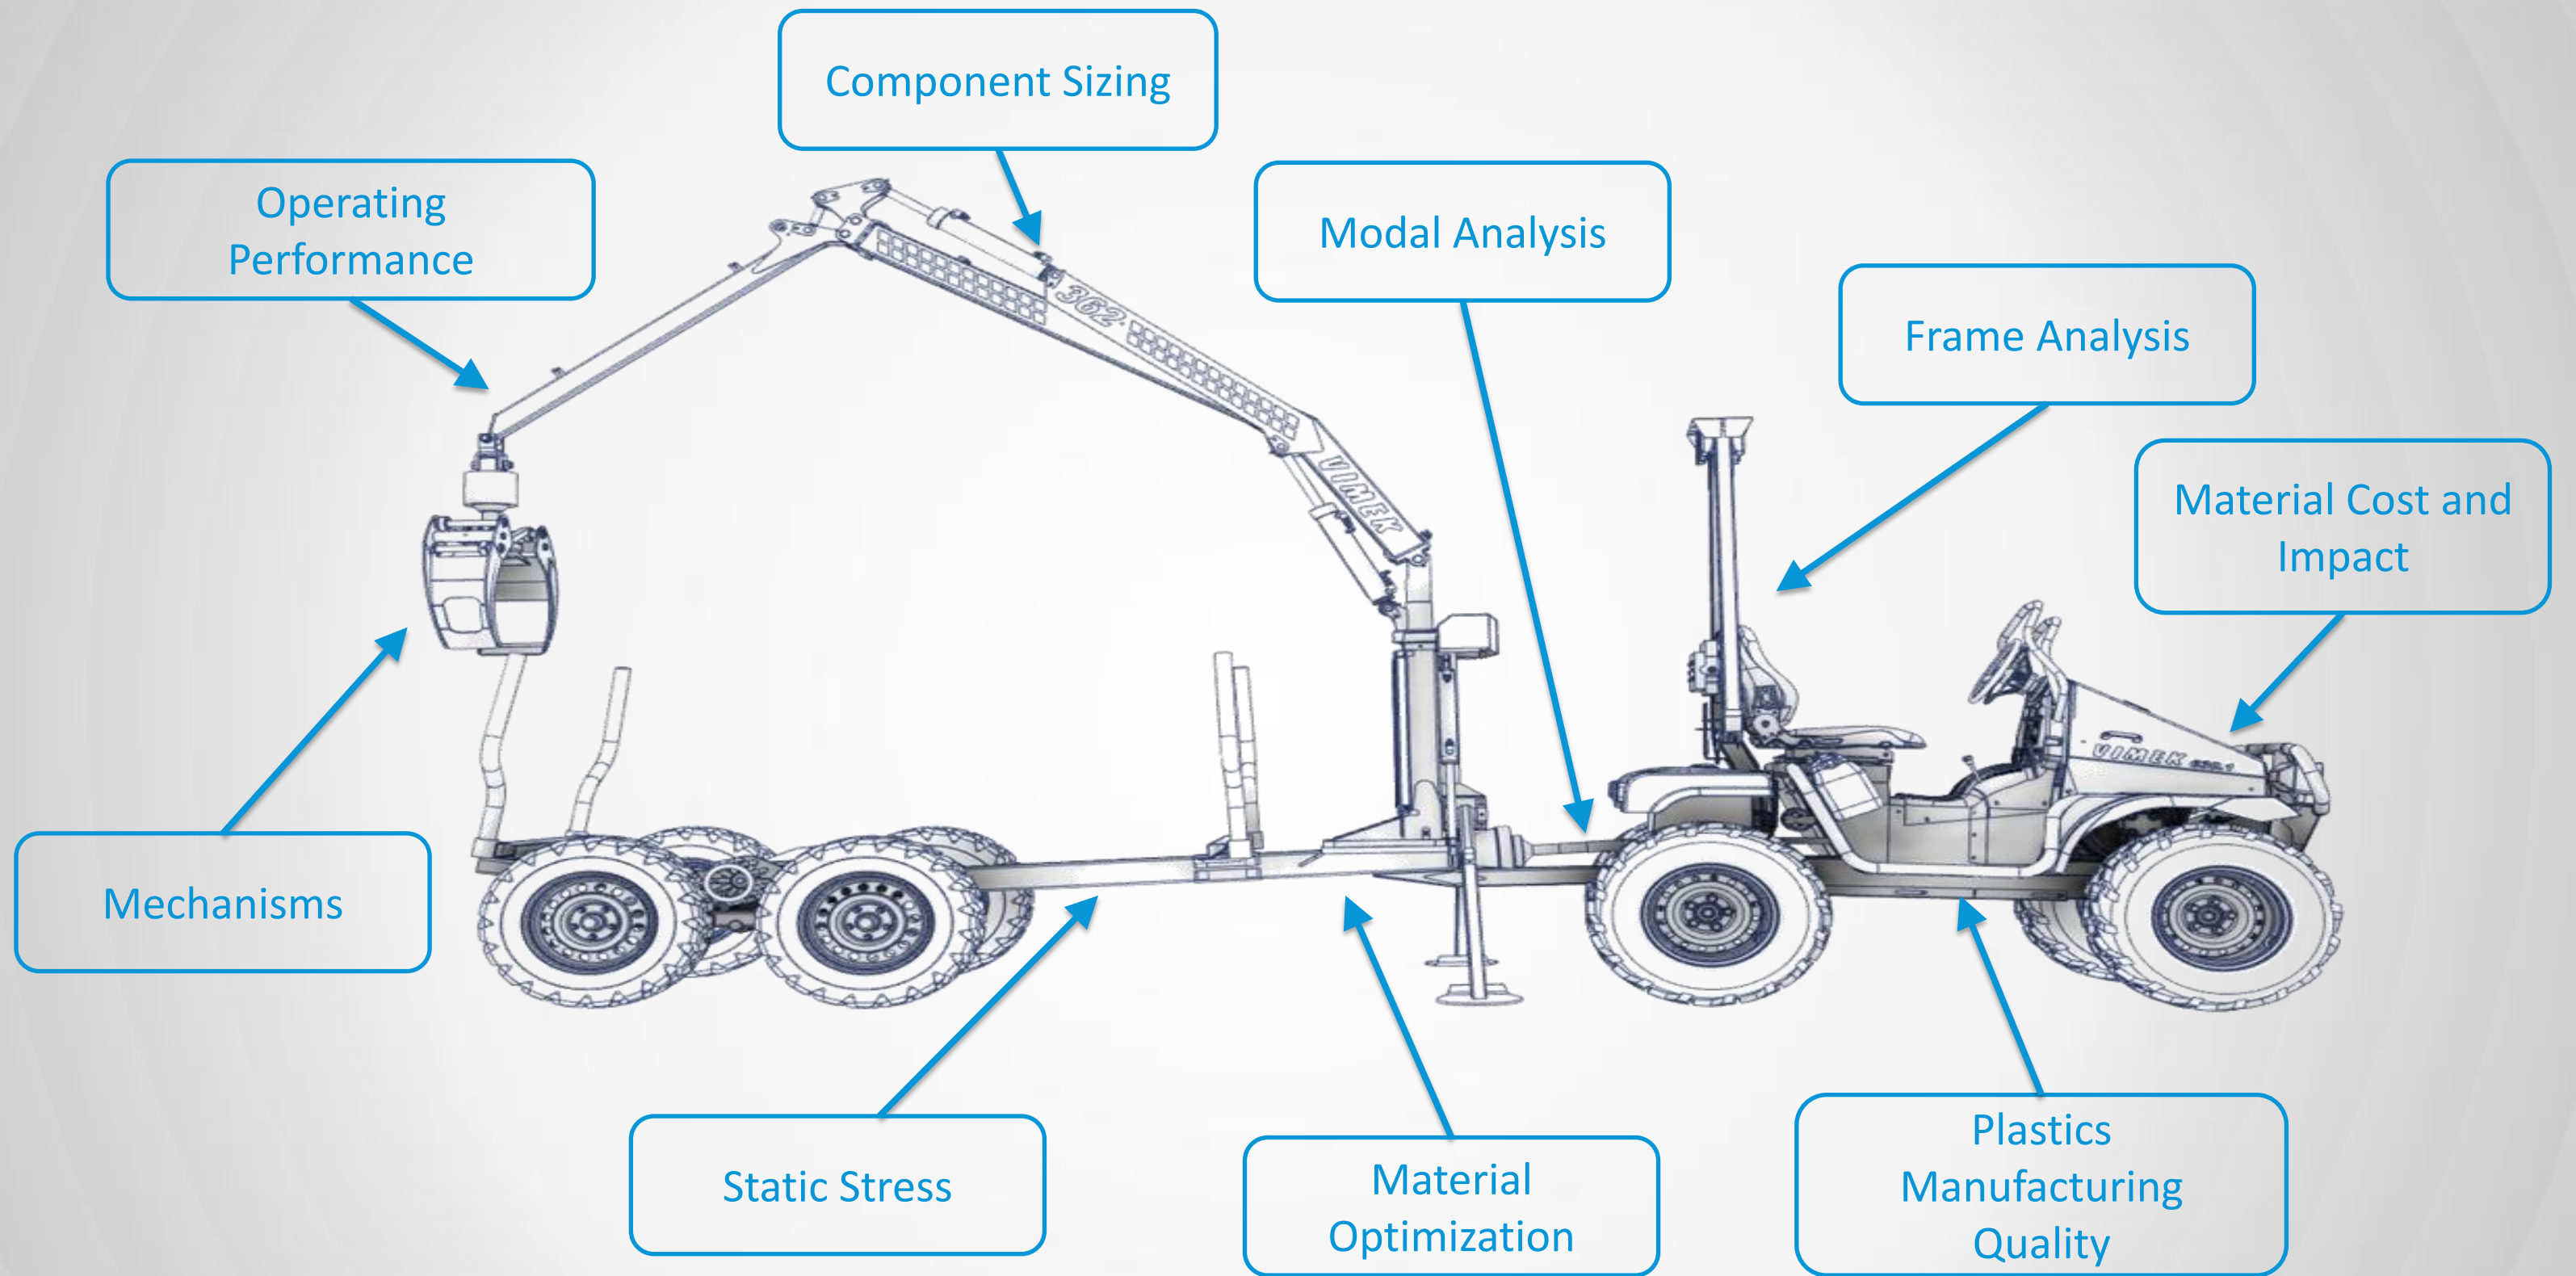 Component Sizing
Operating
Performance
Modal Analysis
Frame Analysis
Material Cost and
Impact
362
VIMEK
VIMEK
Mechanisms
Static Stress
Material
Optimization
Plastics
Manufacturing
Quality